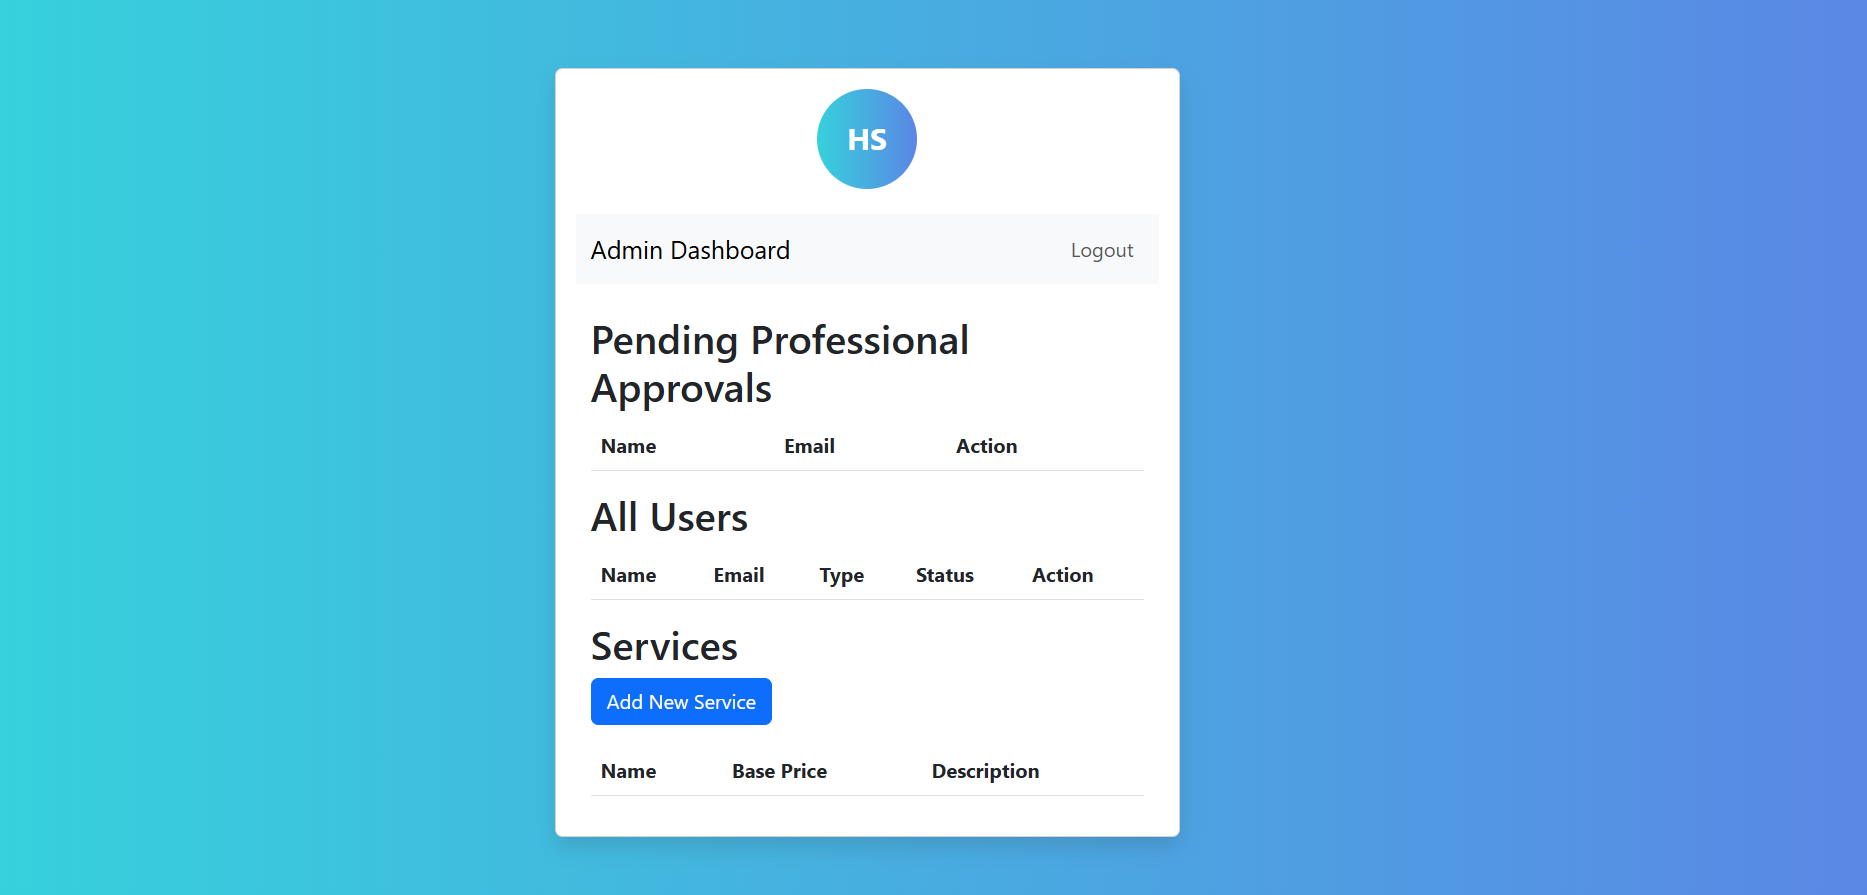 HS
Admin Dashboard Logout
Pending Professional
Approvals
Name Email Action
All Users
Name Email Type Status Action
Services
Add New Service
Name Base Price Description